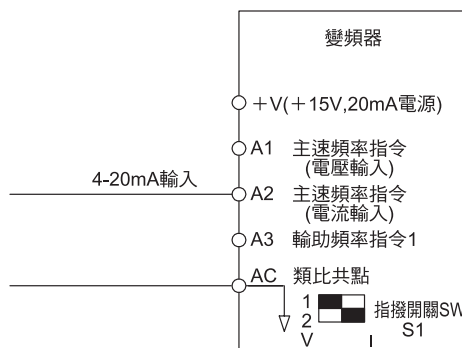 變頻器
＋V(＋15V,20mA電源)
A1 主速頻率指令
(電壓輸入)
4-20mA輸入
A2 主速頻率指令
(電流輸入)
A3 輸助頻率指令1
AC 類比共點
1
2
V I
指撥開關SW
S1